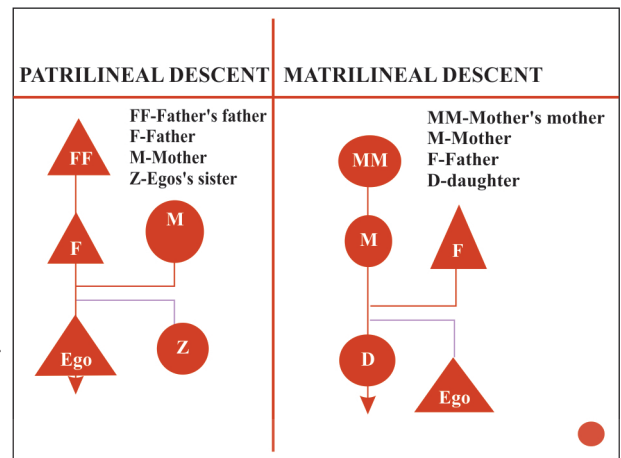 PATRILINEAL DESCENT
FF-Father's father
F-Father
M-Mother
Z-Egos's sister
FF
M
F
Ego
Z
MATRILINEAL DESCENT
MM-Mother's mother
M-Mother
F-Father
D-daughter
MM
M
F
D
Ego